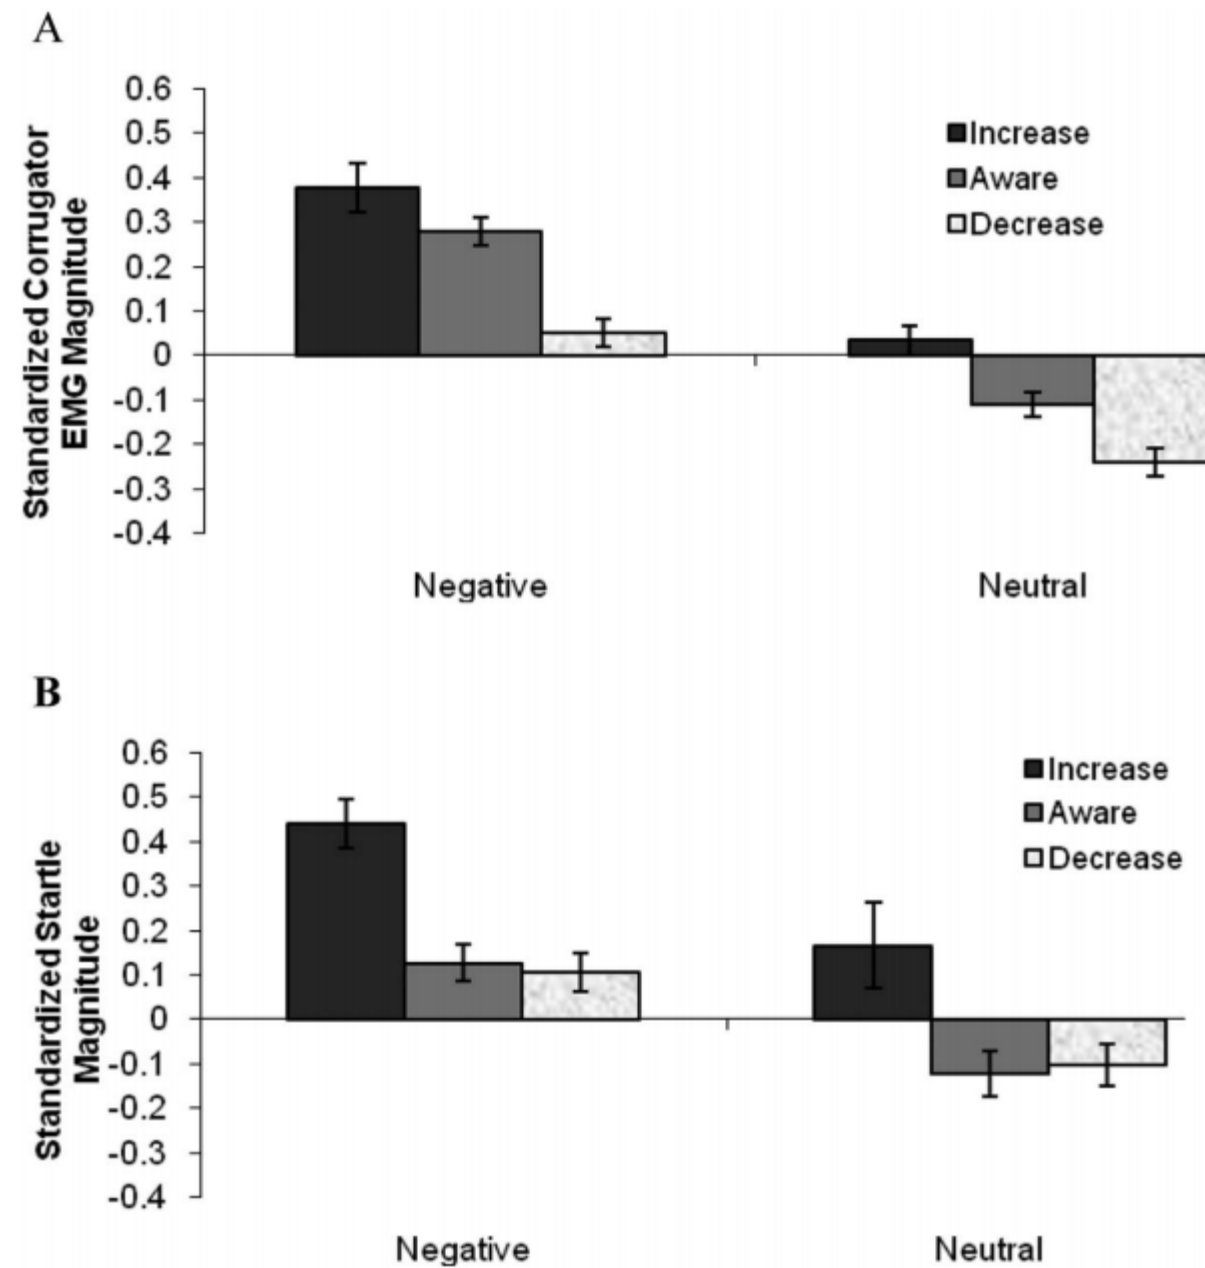 A
0.6
0.5
0.4
0.3
0.2
0.1
0
-0.1
-0.2
-0.3
-0.4
Standardized Corrugator
EMG Magnitude
Increase
Aware
Decrease
Negative
Neutral
B
0.6
0.5
0.4
0.3
0.2
0.1
0
-0.1
-0.2
-0.3
-0.4
Standardized Startle
Magnitude
Increase
Aware
Decrease
Negative
Neutral